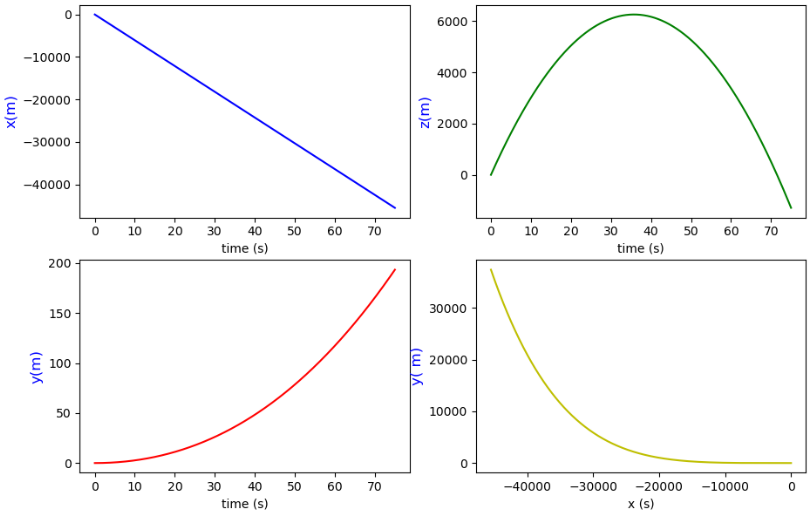 x(m)
0
−10000
−20000
−30000
−40000
0 10 20 30 40 50 60 70
time (s)
z(m)
6000
4000
2000
0
0 10 20 30 40 50 60 70
time (s)
y(m)
200
150
100
50
0
0 10 20 30 40 50 60 70
time (s)
y( m)
30000
20000
10000
0
−40000 −30000 −20000 −10000 0
x (s)